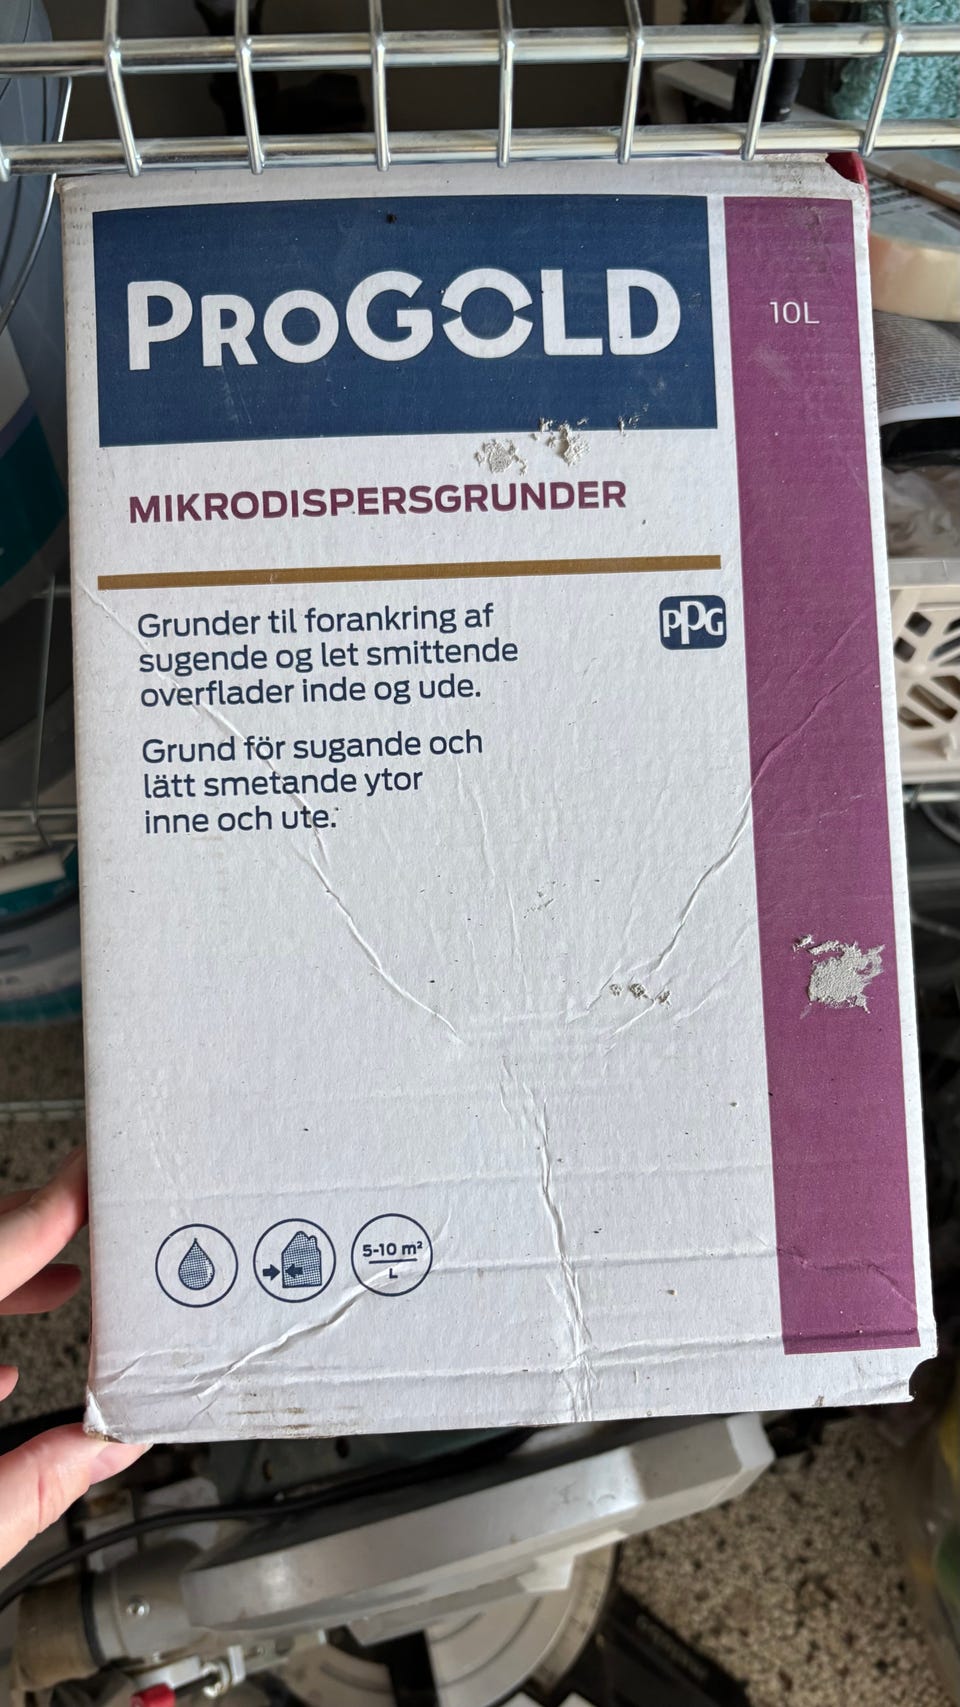 PROGOLD
10L
MIKRODISPERSGRUNDER
Grunder til forankring af
sugende og let smittende
overflader inde og ude.
PPG
Grund för sugande och
lätt smetande ytor
inne och ute.
5-10 m²
L